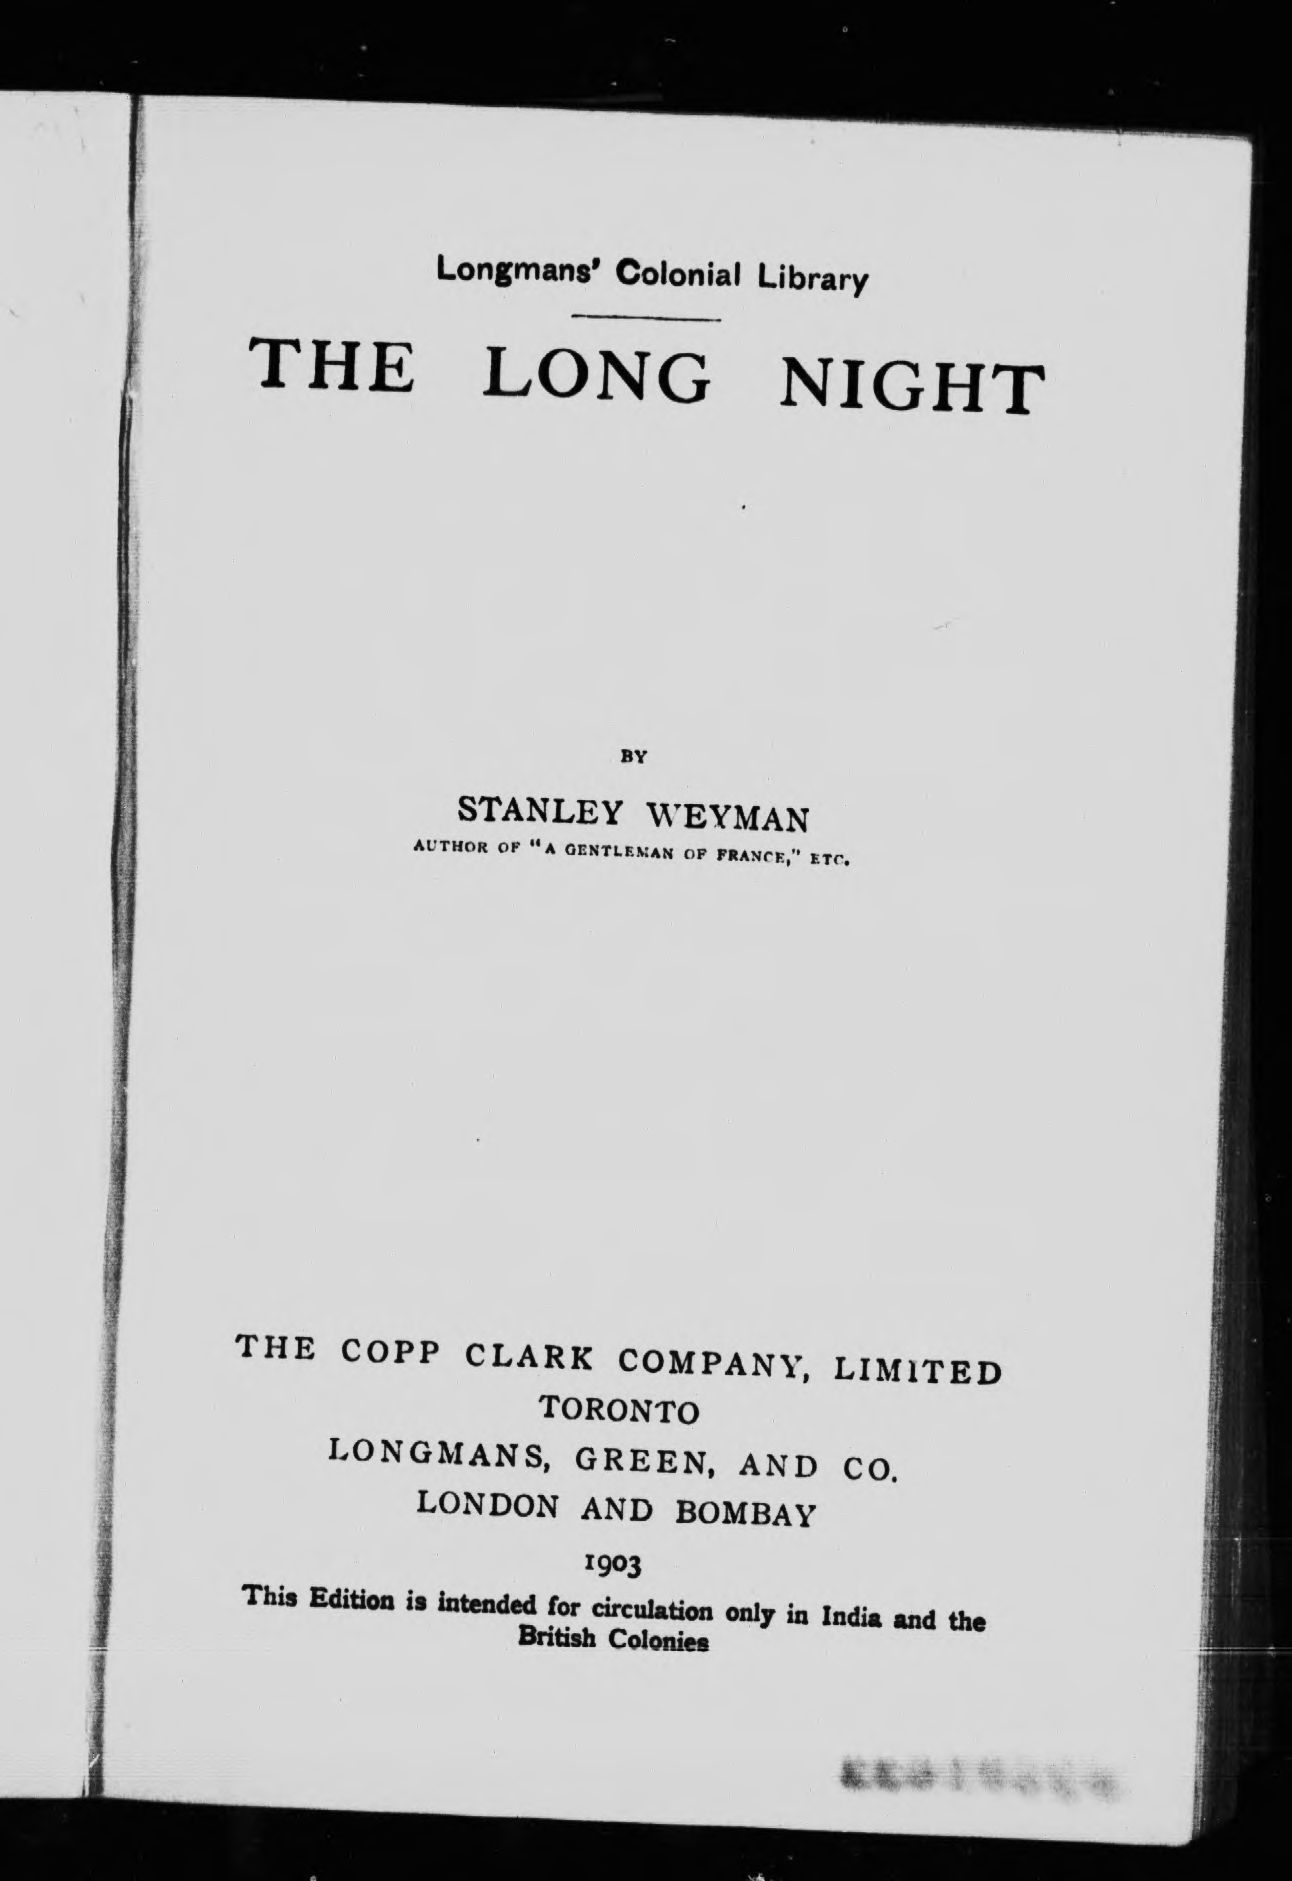 Longmans' Colonial Library
THE LONG NIGHT
BY
STANLEY WEYMAN
AUTHOR OF "A GENTLEMAN OF FRANCE," ETC.
THE COPP CLARK COMPANY, LIMITED
TORONTO
LONGMANS, GREEN, AND CO.
LONDON AND BOMBAY
1903
This Edition is intended for circulation only in India and the
British Colonies